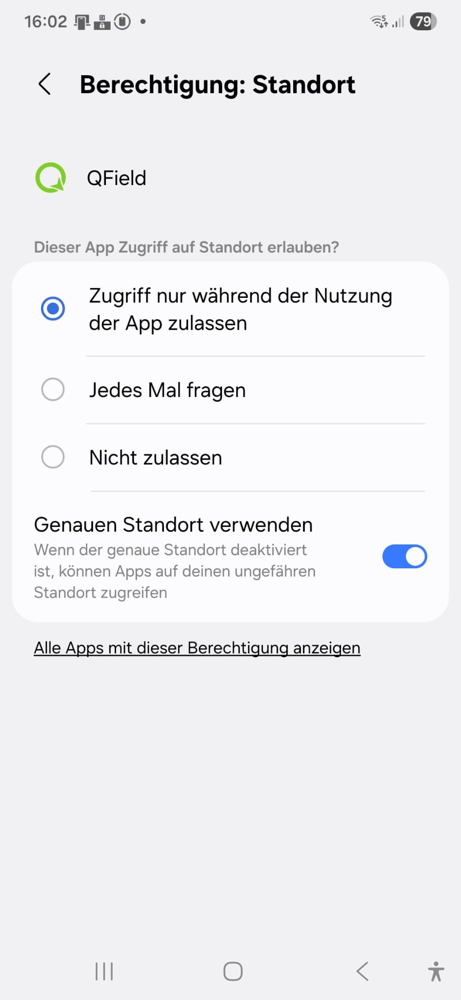 16:02
5
79
Berechtigung: Standort
QField
Dieser App Zugriff auf Standort erlauben?
Zugriff nur während der Nutzung
der App zulassen
Jedes Mal fragen
Nicht zulassen
Genauen Standort verwenden
Wenn der genaue Standort deaktiviert
ist, können Apps auf deinen ungefähren
Standort zugreifen
Alle Apps mit dieser Berechtigung anzeigen